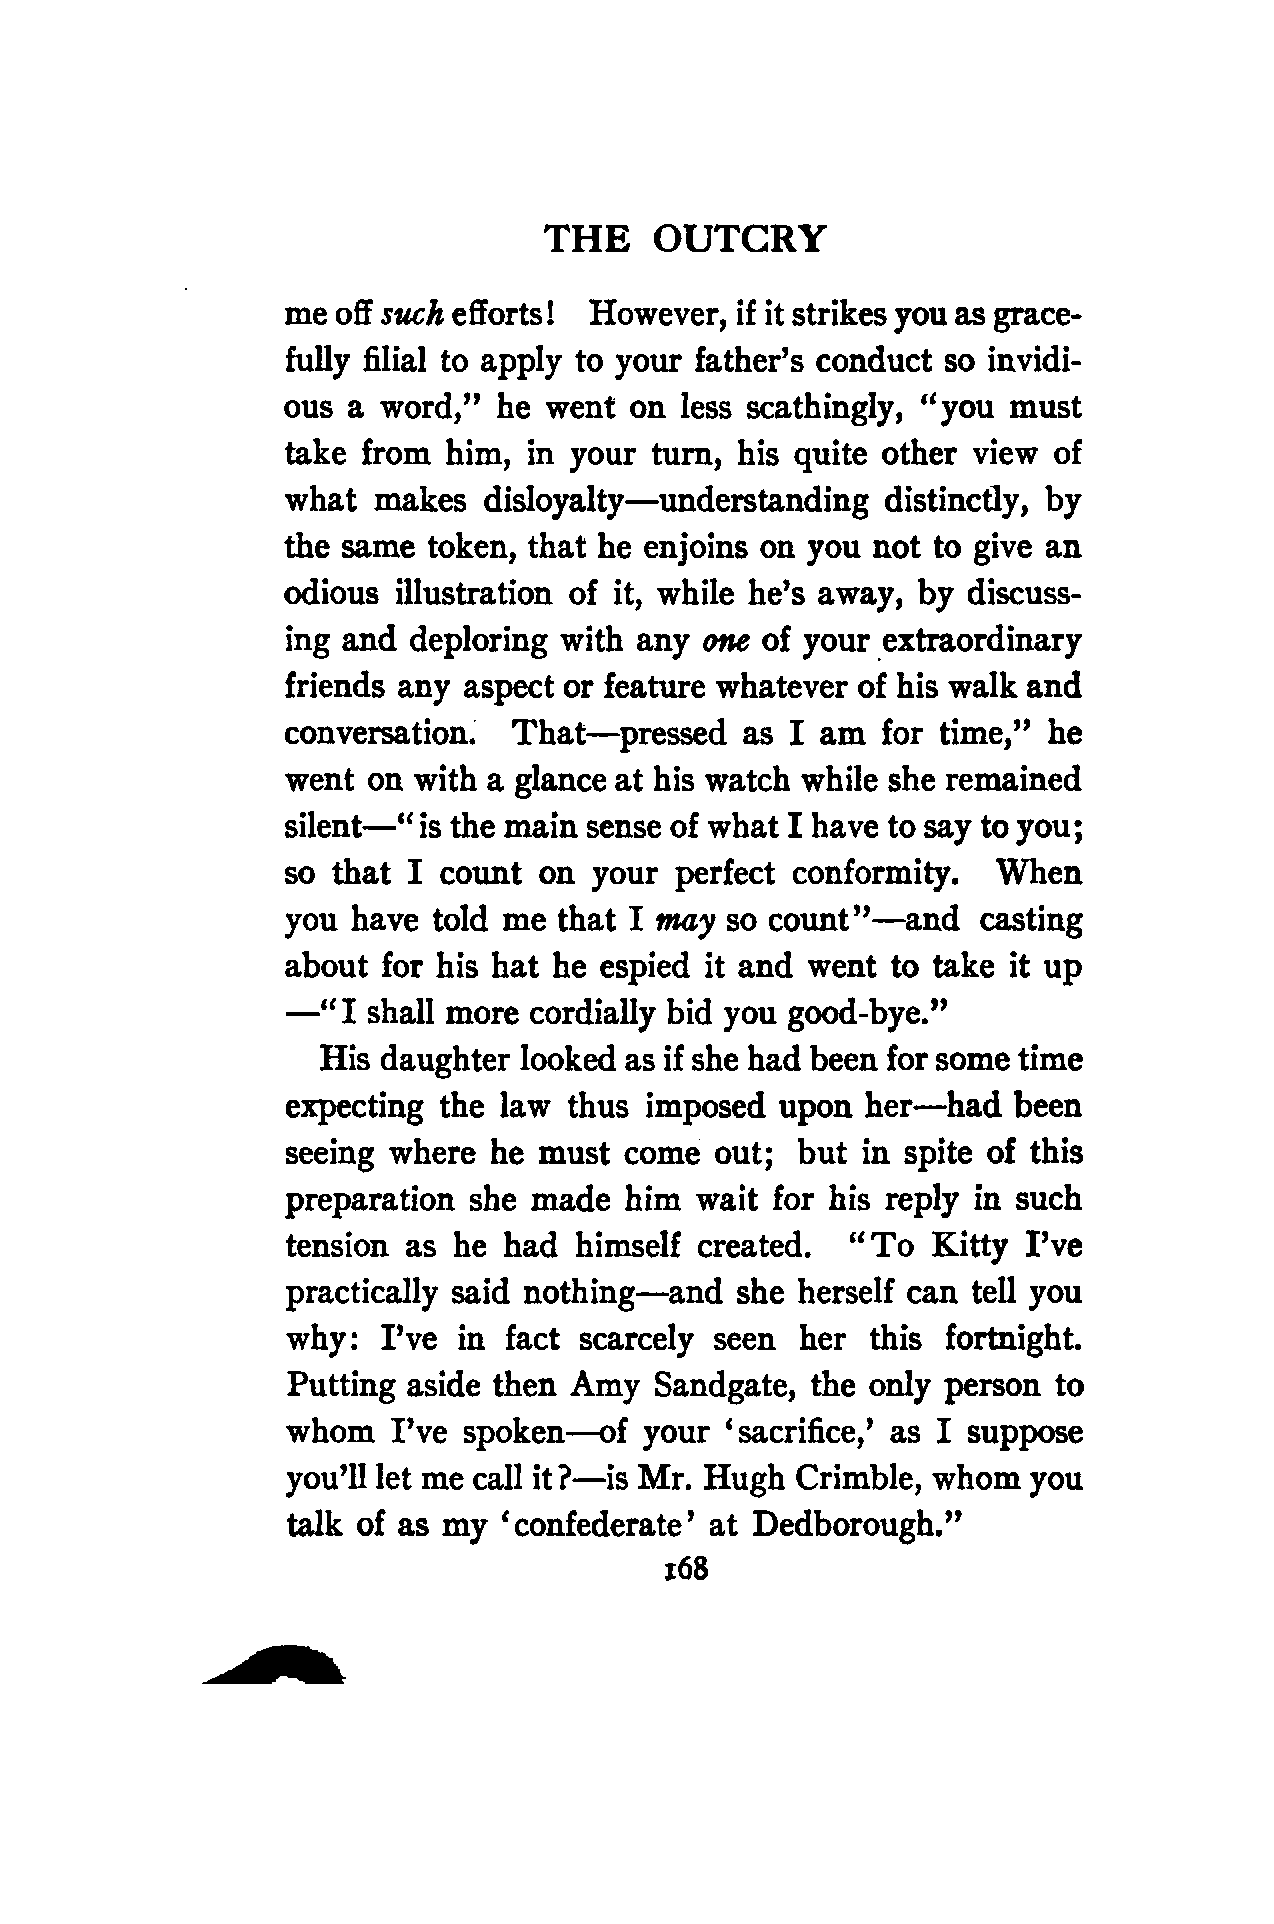 THE OUTCRY
me off such efforts! However, if it strikes you as grace-
fully filial to apply to your father's conduct so invidi-
ous a word," he went on less scathingly, "you must
take from him, in your turn, his quite other view of
what makes disloyalty—understanding distinctly, by
the same token, that he enjoins on you not to give an
odious illustration of it, while he's away, by discuss-
ing and deploring with any one of your extraordinary
friends any aspect or feature whatever of his walk and
conversation. That—pressed as I am for time," he
went on with a glance at his watch while she remained
silent—"is the main sense of what I have to say to you;
so that I count on your perfect conformity. When
you have told me that I may so count"—and casting
about for his hat he espied it and went to take it up
—"I shall more cordially bid you good-bye."
His daughter looked as if she had been for some time
expecting the law thus imposed upon her—had been
seeing where he must come out; but in spite of this
preparation she made him wait for his reply in such
tension as he had himself created. "To Kitty I've
practically said nothing—and she herself can tell you
why: I've in fact scarcely seen her this fortnight.
Putting aside then Amy Sandgate, the only person to
whom I've spoken—of your 'sacrifice,' as I suppose
you'll let me call it?—is Mr. Hugh Crimble, whom you
talk of as my 'confederate' at Dedborough."
168